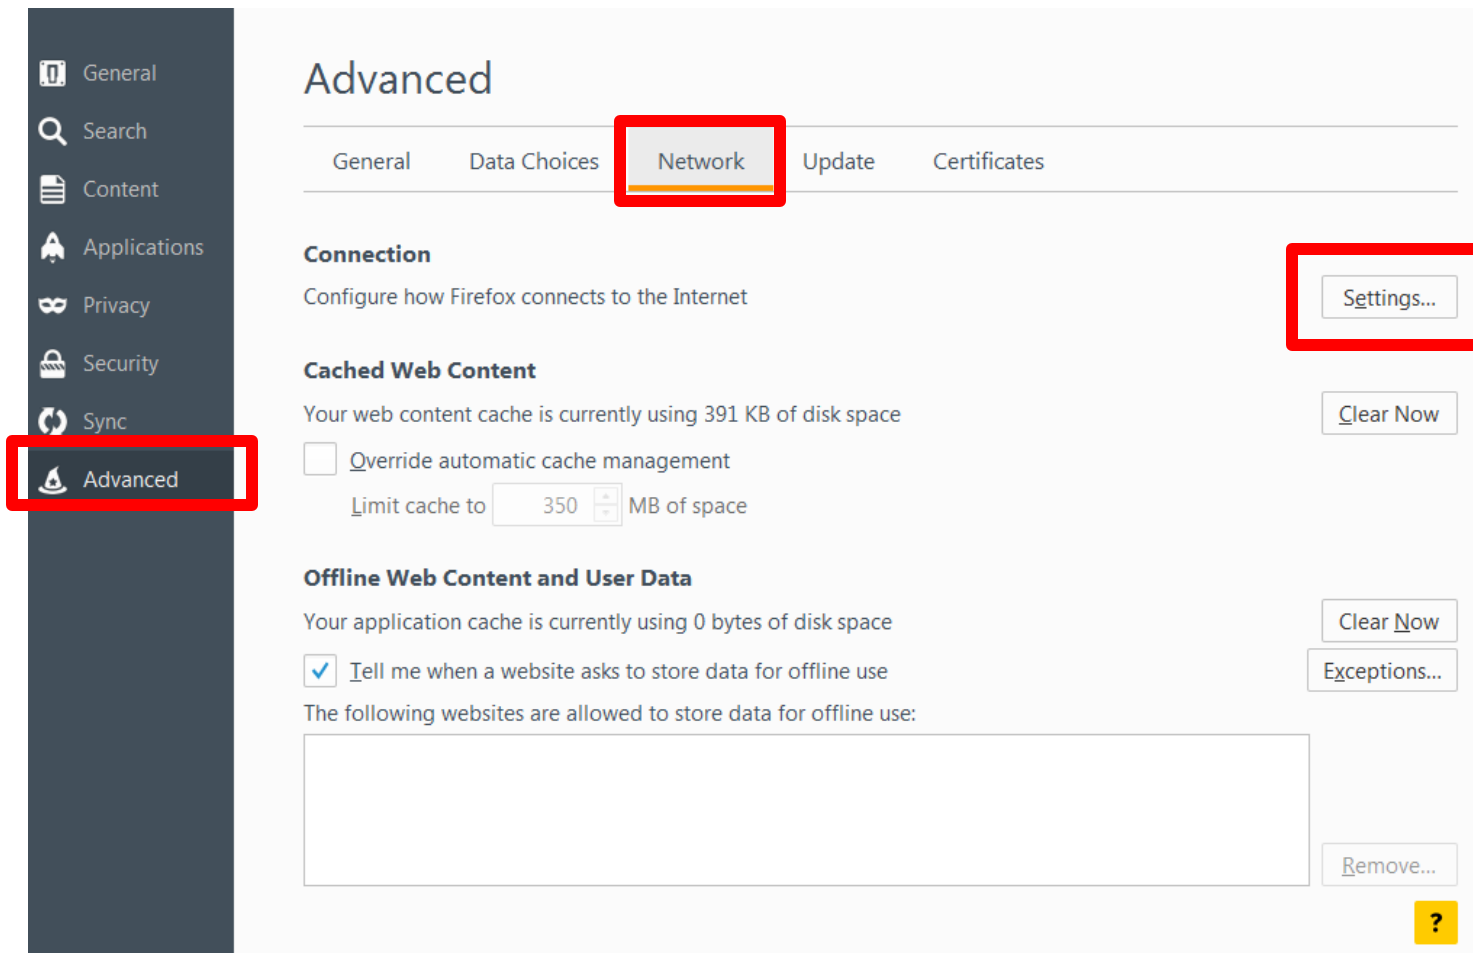 General
Search
Content
Applications
Privacy
Security
Sync
Advanced
Advanced
General Data Choices Network Update Certificates
Connection
Configure how Firefox connects to the Internet Settings...
Cached Web Content
Your web content cache is currently using 391 KB of disk space Clear Now
Override automatic cache management
Limit cache to 350 MB of space
Offline Web Content and User Data
Your application cache is currently using 0 bytes of disk space Clear Now
Tell me when a website asks to store data for offline use Exceptions...
The following websites are allowed to store data for offline use:
Remove...
?